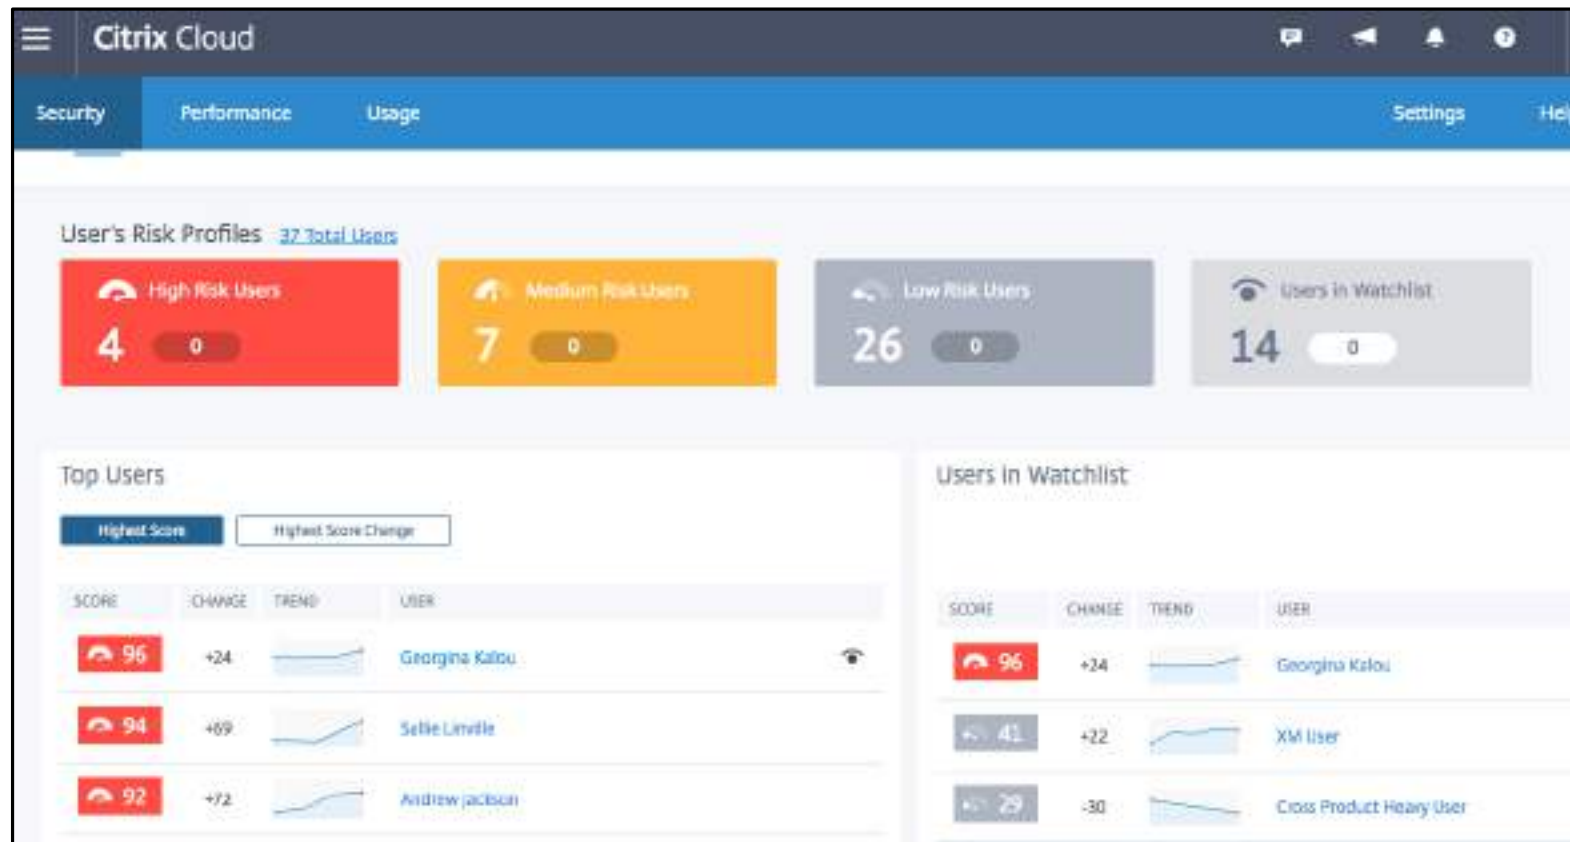 Citrix Cloud
Security Performance Usage Settings Hel
User's Risk Profiles 37 Total Users
High Risk Users
4 0
Medium Risk Users
7 0
Low Risk Users
26 0
Users in Watchlist
14 0
Top Users
Highest Score Highest Score Change
SCORE CHANGE TREND USER
96 +24 Georgina Kalou
94 +69 Sallie Linville
92 +72 Andrew Jackson
Users in Watchlist
SCORE CHANGE TREND USER
96 +24 Georgina Kalou
41 +22 XM User
29 -30 Cross Product Heavy User